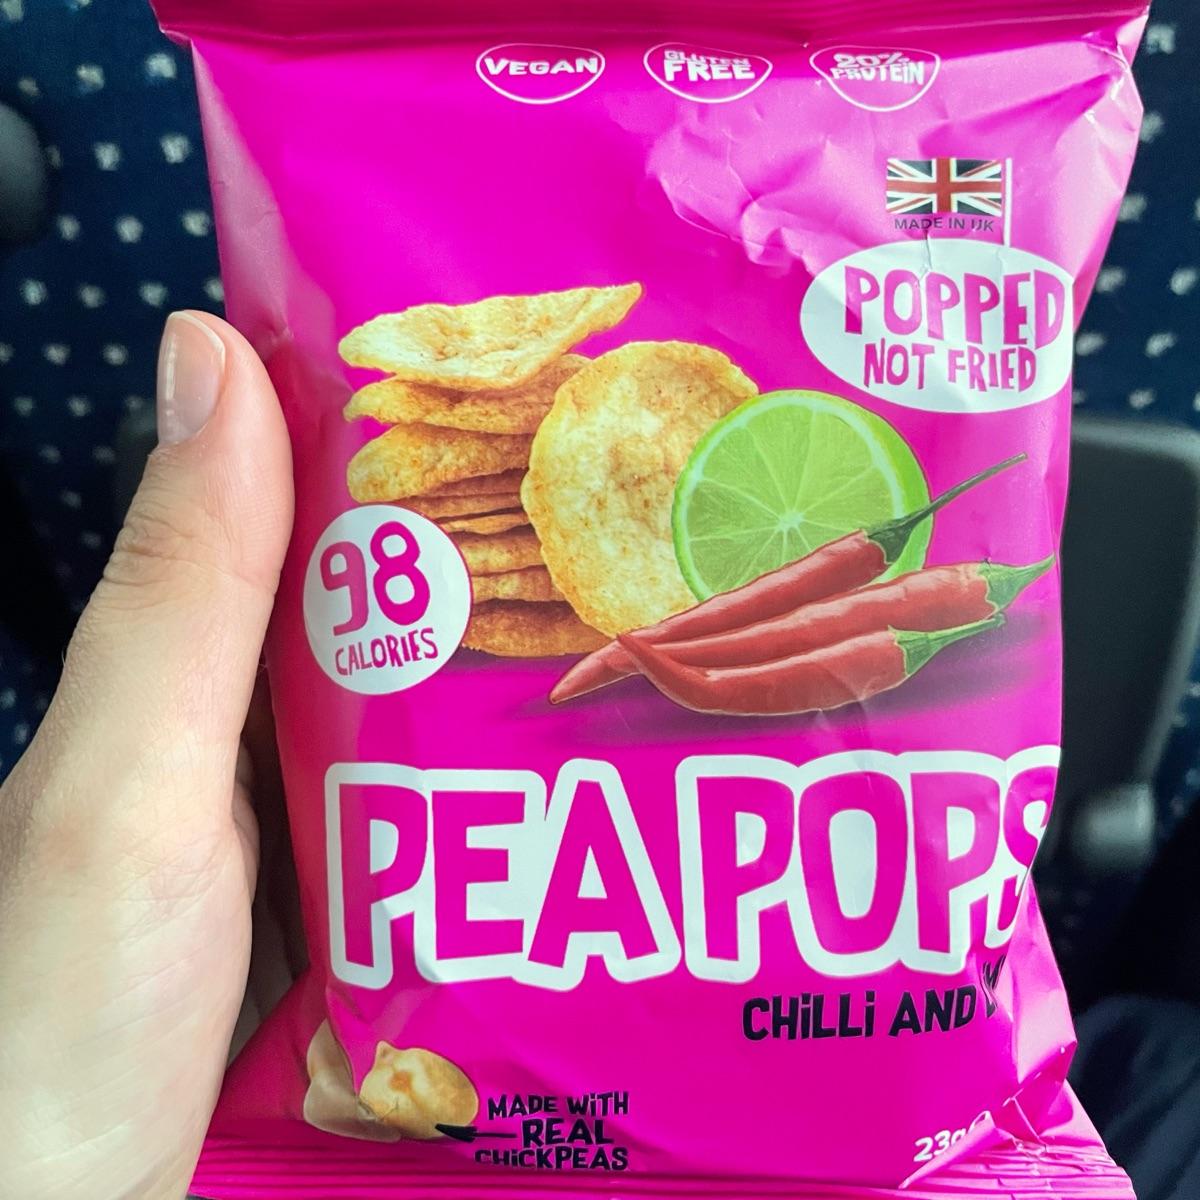 VEGAN
GLUTEN
FREE
20%
PROTEIN
MADE IN UK
POPPED
NOT FRIED
98
CALORIES
PEA POPS
CHiLLi AND
MADE WiTH
REAL
CHiCKPEAS
23g